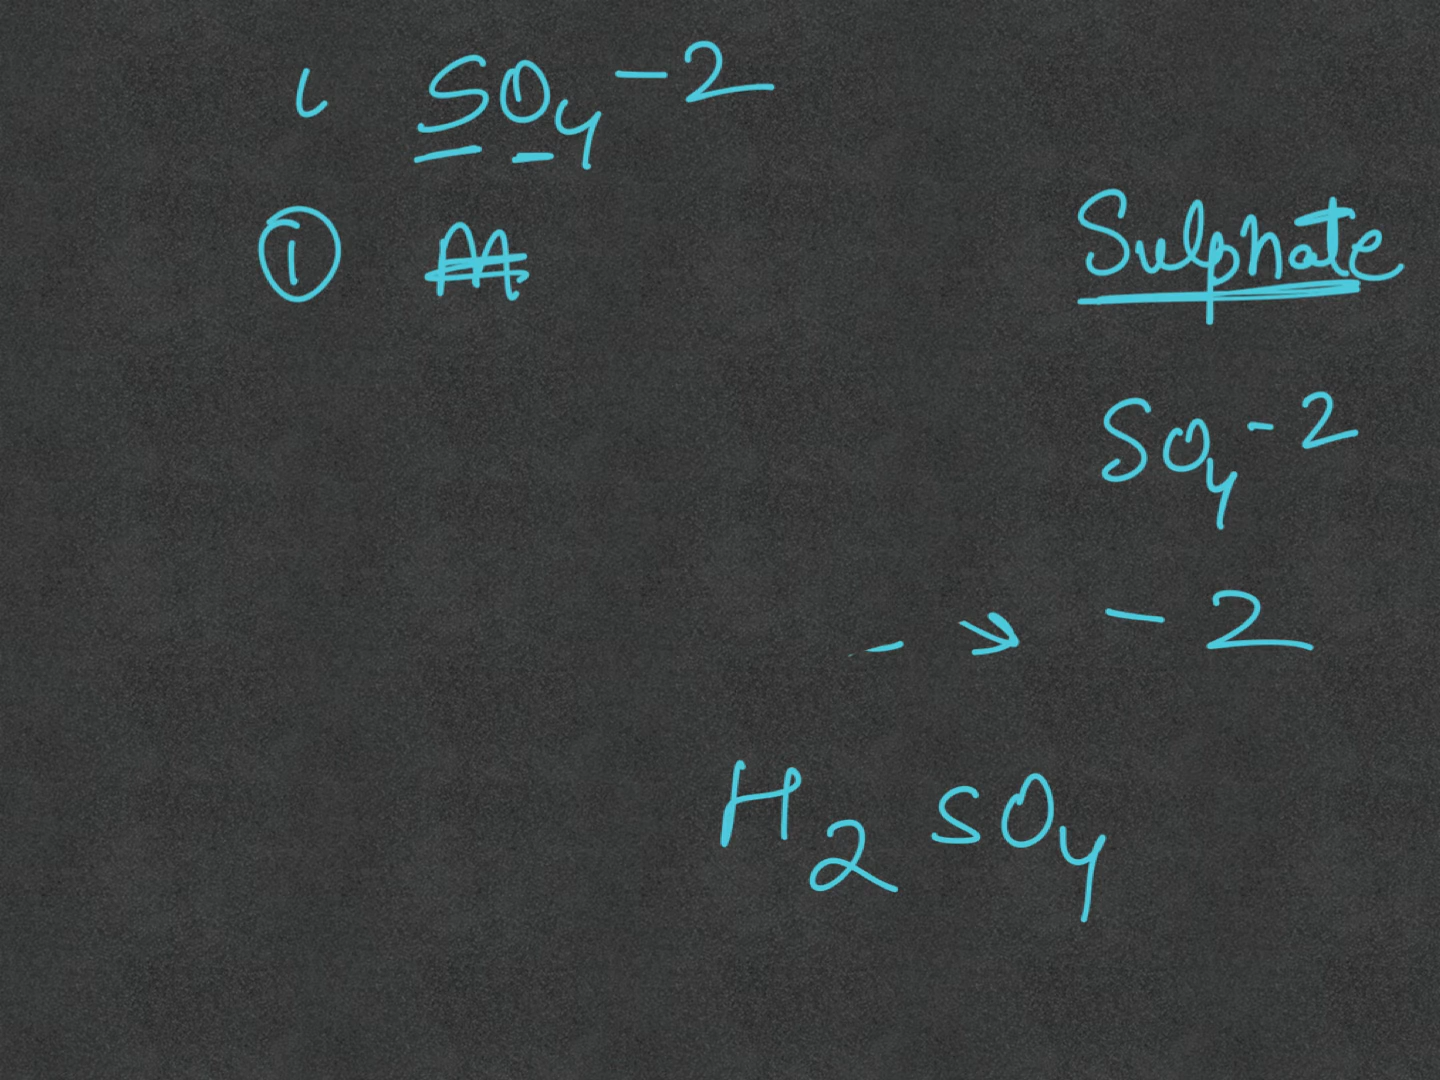 SO₄⁻²
①
Sulphate
SO₄⁻²
- → -2
H₂SO₄